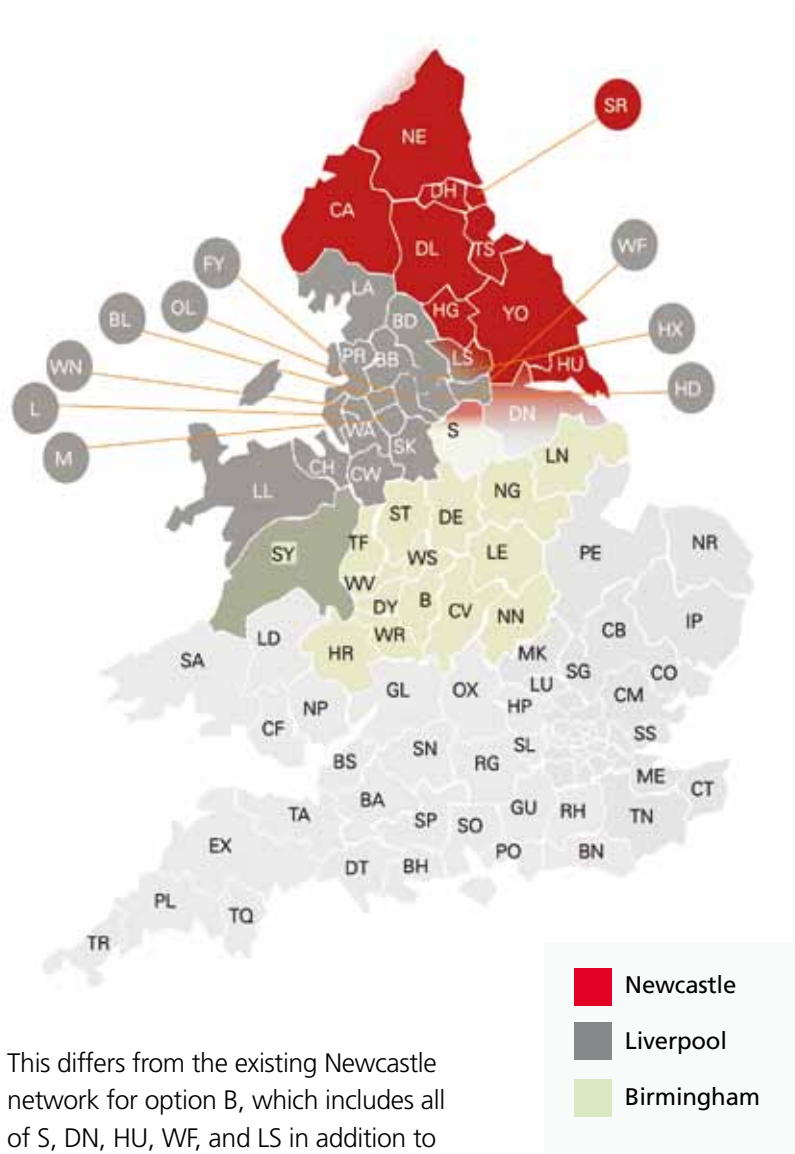 SR
NE
DH
CA
WF
DL
TS
FY
LA
HG
YO
OL
BD
BL
HX
PR
BB
LS
HU
WN
HD
L
DN
WA
S
M
SK
LN
CH
CW
LL
NG
ST
DE
TF
SY
WS
LE
PE
NR
WV
DY
B
CV
NN
IP
WR
CB
LD
HR
MK
SA
SG
CO
GL
OX
LU
CM
NP
HP
CF
SN
SL
SS
BS
RG
ME
CT
BA
TA
GU
RH
SP
SO
TN
EX
PO
BN
DT
BH
PL
TQ
TR
Newcastle
Liverpool
Birmingham
This differs from the existing Newcastle
network for option B, which includes all
of S, DN, HU, WF, and LS in addition to